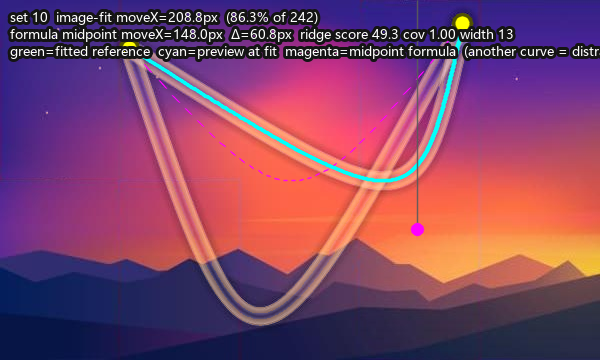 set 10  image-fit moveX=208.8px  (86.3% of 242)
formula midpoint moveX=148.0px  Δ=60.8px  ridge score 49.3 cov 1.00 width 13
green=fitted reference  cyan=preview at fit  magenta=midpoint formula  (another curve = distra